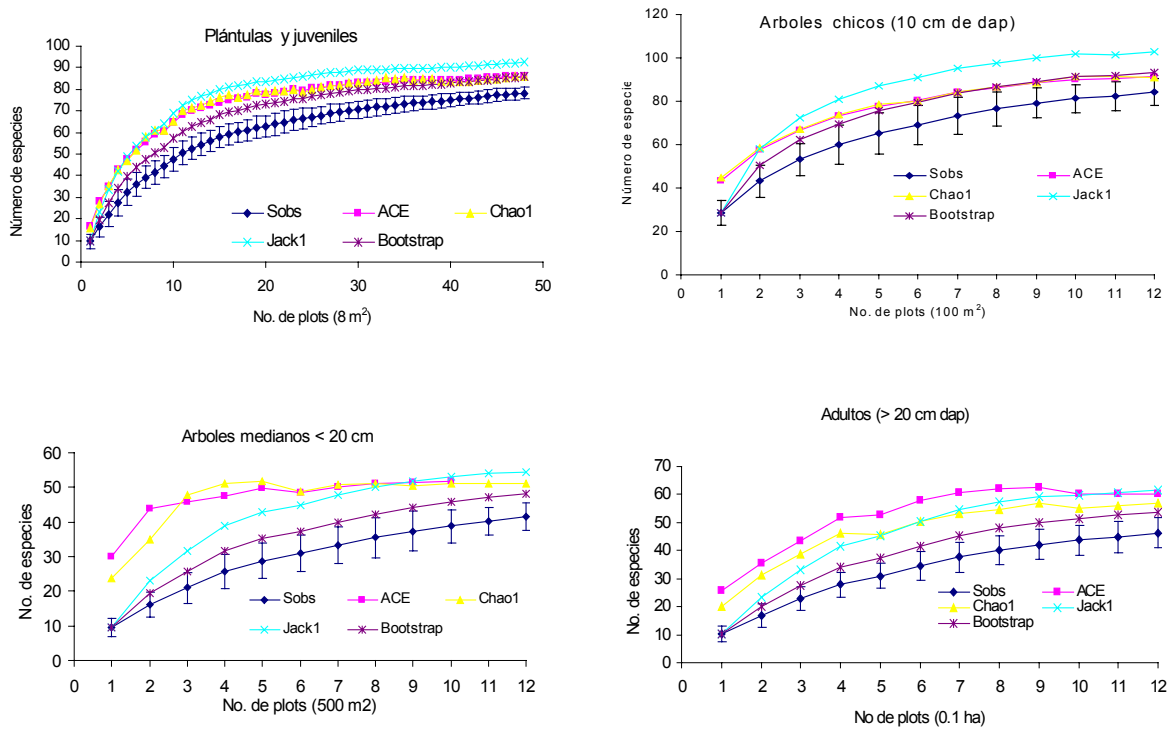 Plántulas y juveniles
Número de especies
100
90
80
70
60
50
40
30
20
10
0
Sobs ACE Chao1
Jack1 Bootstrap
0 10 20 30 40 50
No. de plots (8 m²)
Arboles chicos (10 cm de dap)
Número de especie
120
100
80
60
40
20
0
Sobs ACE
Chao1 Jack1
Bootstrap
0 1 2 3 4 5 6 7 8 9 10 11 12
No. de plots (100 m²)
Arboles medianos < 20 cm
No. de especies
60
50
40
30
20
10
0
Sobs ACE Chao1
Jack1 Bootstrap
0 1 2 3 4 5 6 7 8 9 10 11 12
No. de plots (500 m2)
Adultos (> 20 cm dap)
No. de especies
70
60
50
40
30
20
10
0
Sobs ACE
Chao1 Jack1
Bootstrap
0 1 2 3 4 5 6 7 8 9 10 11 12
No de plots (0.1 ha)